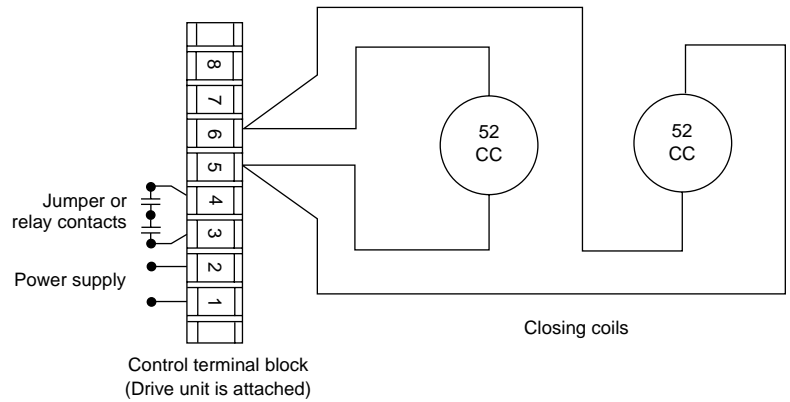 8
7
6
5
4
3
2
1
Jumper or
relay contacts
Power supply
52
CC
52
CC
Closing coils
Control terminal block
(Drive unit is attached)